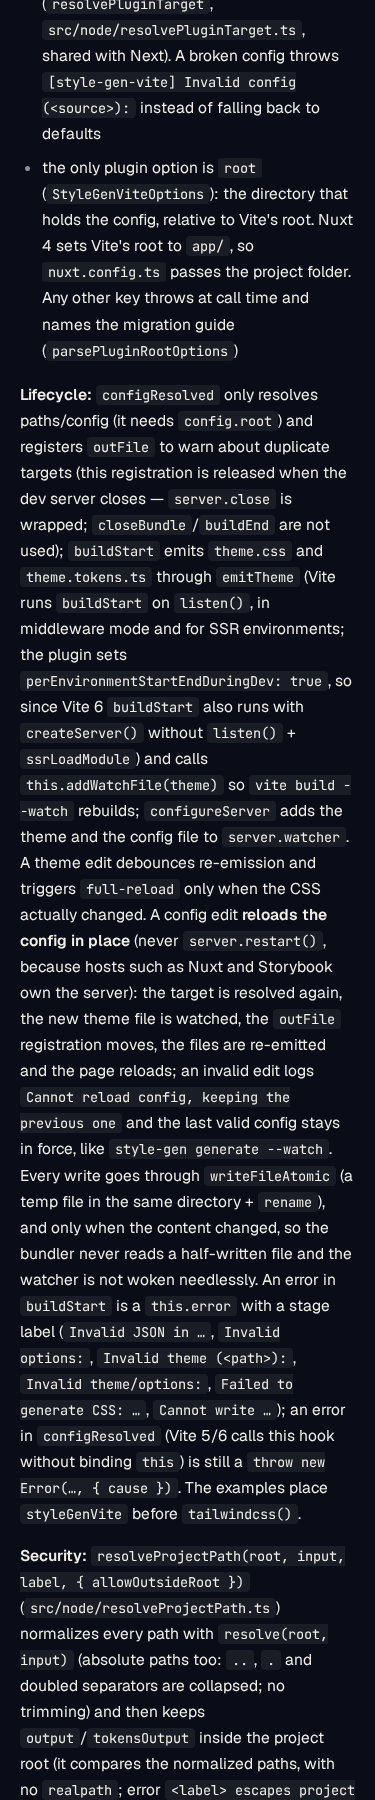 ( resolvePluginTarget ,
src/node/resolvePluginTarget.ts ,
shared with Next). A broken config throws
[style-gen-vite] Invalid config
(<source>): instead of falling back to
defaults
• the only plugin option is root
( StyleGenViteOptions ): the directory that
holds the config, relative to Vite's root. Nuxt
4 sets Vite's root to app/ , so
nuxt.config.ts passes the project folder.
Any other key throws at call time and
names the migration guide
( parsePluginRootOptions )
Lifecycle: configResolved only resolves
paths/config (it needs config.root ) and
registers outFile to warn about duplicate
targets (this registration is released when the
dev server closes — server.close is
wrapped; closeBundle / buildEnd are not
used); buildStart emits theme.css and
theme.tokens.ts through emitTheme (Vite
runs buildStart on listen() , in
middleware mode and for SSR environments;
the plugin sets
perEnvironmentStartEndDuringDev: true , so
since Vite 6 buildStart also runs with
createServer() without listen() +
ssrLoadModule ) and calls
this.addWatchFile(theme) so vite build -
-watch rebuilds; configureServer adds the
theme and the config file to server.watcher .
A theme edit debounces re-emission and
triggers full-reload only when the CSS
actually changed. A config edit reloads the
config in place (never server.restart() ,
because hosts such as Nuxt and Storybook
own the server): the target is resolved again,
the new theme file is watched, the outFile
registration moves, the files are re-emitted
and the page reloads; an invalid edit logs
Cannot reload config, keeping the
previous one and the last valid config stays
in force, like style-gen generate --watch .
Every write goes through writeFileAtomic (a
temp file in the same directory + rename ),
and only when the content changed, so the
bundler never reads a half-written file and the
watcher is not woken needlessly. An error in
buildStart is a this.error with a stage
label ( Invalid JSON in … , Invalid
options: , Invalid theme (<path>): ,
Invalid theme/options: , Failed to
generate CSS: … , Cannot write … ); an error
in configResolved (Vite 5/6 calls this hook
without binding this ) is still a throw new
Error(…, { cause }) . The examples place
styleGenVite before tailwindcss() .
Security: resolveProjectPath(root, input,
label, { allowOutsideRoot })
( src/node/resolveProjectPath.ts )
normalizes every path with resolve(root,
input) (absolute paths too: .. , . and
doubled separators are collapsed; no
trimming) and then keeps
output / tokensOutput inside the project
root (it compares the normalized paths, with
no realpath ; error <label> escapes project